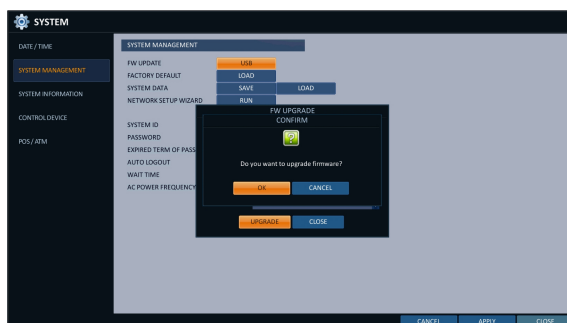 SYSTEM
DATE / TIME
SYSTEM MANAGEMENT
SYSTEM INFORMATION
CONTROL DEVICE
POS / ATM
SYSTEM MANAGEMENT
FW UPDATE USB
FACTORY DEFAULT LOAD
SYSTEM DATA SAVE LOAD
NETWORK SETUP WIZARD RUN
SYSTEM ID
PASSWORD
EXPIRED TERM OF PASS
AUTO LOGOUT
WAIT TIME
AC POWER FREQUENCY
FW UPGRADE
CONFIRM
Do you want to upgrade firmware?
OK CANCEL
UPGRADE CLOSE
CANCEL APPLY CLOSE